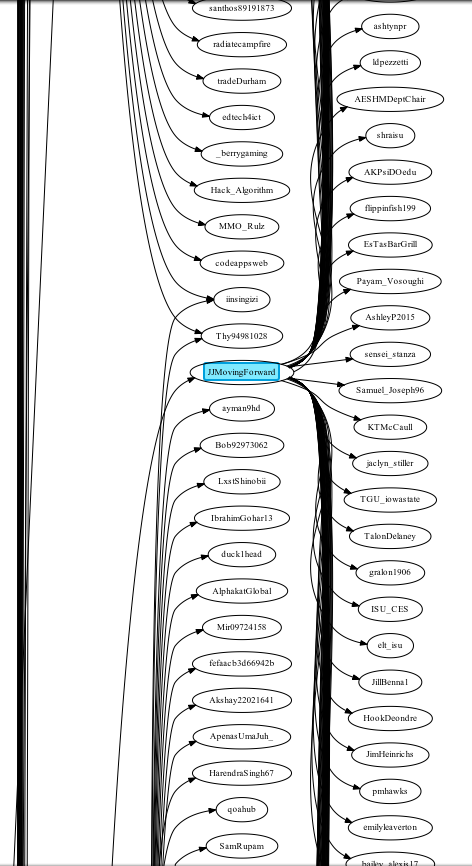 santhos89191873
radiatecampfire
tradeDurham
edtech4ict
_berrygaming
Hack_Algorithm
MMO_Rulz
codeappsweb
iinsingizi
Thy94981028
JJMovingForward
ayman9hd
Bob92973062
LxstShinobii
IbrahimGohar13
duck1head
AlphakatGlobal
Mir09724158
fefaacb3d66942b
Akshay22021641
ApenasUmaJuh_
HarendraSingh67
qoahub
SamRupam
ashtynpr
ldpezzetti
AESHMDeptChair
shraisu
AKPsiDOedu
flippinfish199
EsTasBarGrill
Payam_Vosoughi
AshleyP2015
sensei_stanza
Samuel_Joseph96
KTMcCaull
jaclyn_stiller
TGU_iowastate
TalonDelaney
gralon1906
ISU_CES
elt_isu
JillBennal
HookDeondre
JimHeinrichs
pmhawks
emilyleaverton
bailey_alexis17